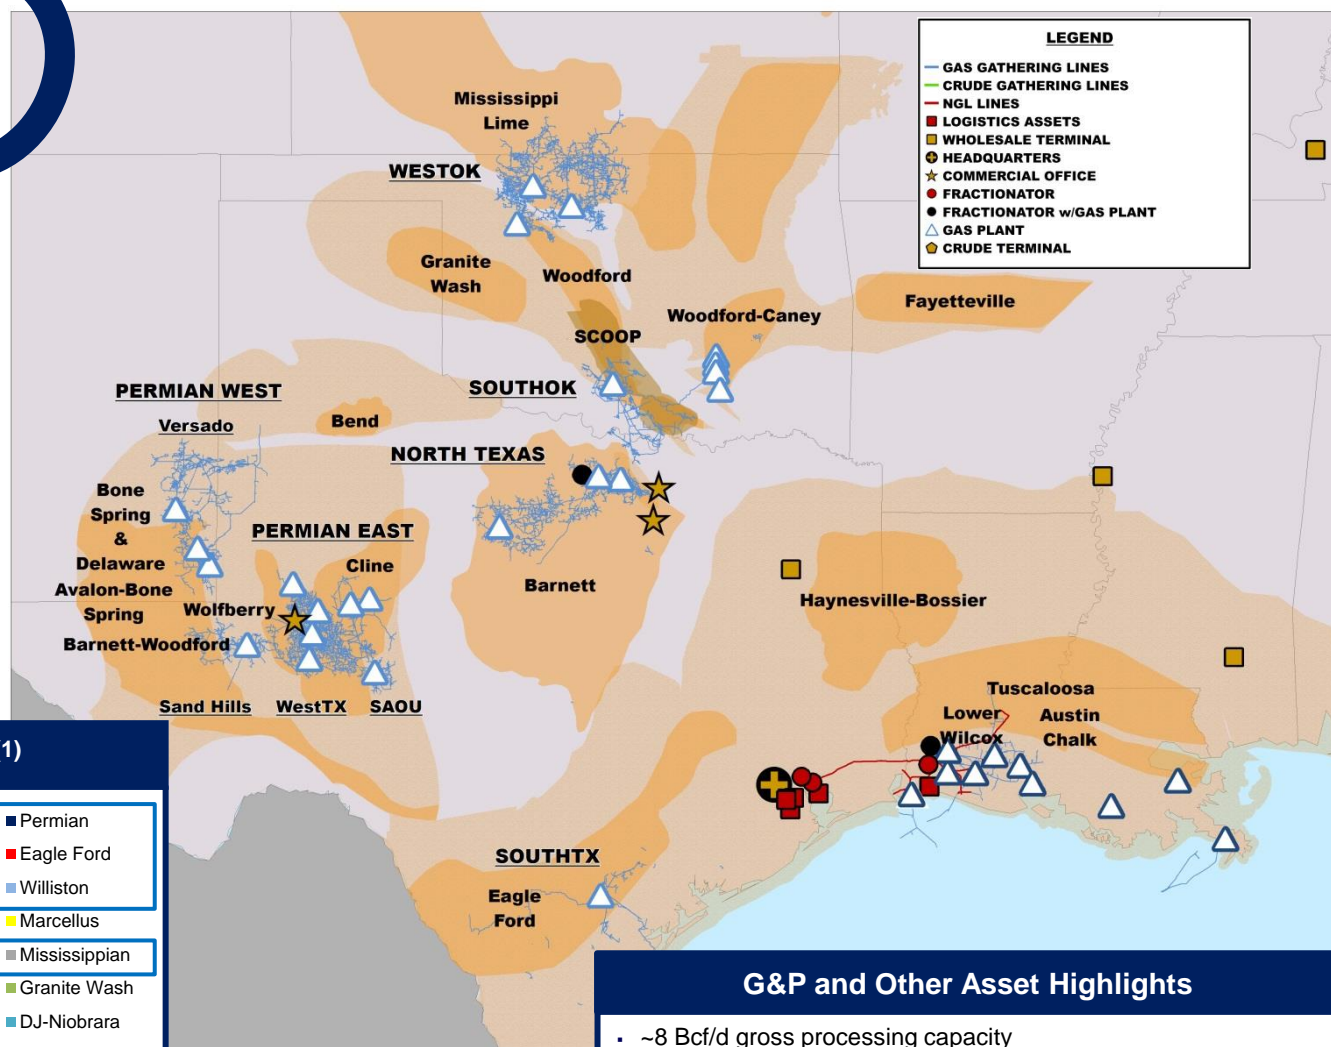 LEGEND
GAS GATHERING LINES
CRUDE GATHERING LINES
NGL LINES
LOGISTICS ASSETS
WHOLESALE TERMINAL
HEADQUARTERS
COMMERCIAL OFFICE
FRACTIONATOR
FRACTIONATOR w/GAS PLANT
GAS PLANT
CRUDE TERMINAL
Mississippi
Lime
WESTOK
Granite
Wash
Woodford
Woodford-Caney
Fayetteville
SCOOP
SOUTHOK
PERMIAN WEST
Versado
Bend
NORTH TEXAS
Bone
Spring
&
Delaware
Avalon-Bone
Spring
PERMIAN EAST
Cline
Wolfberry
Barnett-Woodford
Barnett
Haynesville-Bossier
Sand Hills
WestTX
SAOU
Tuscaloosa
Lower
Wilcox
Austin
Chalk
SOUTHTX
Eagle
Ford
1)
Permian
Eagle Ford
Williston
Marcellus
Mississippian
Granite Wash
DJ-Niobrara
G&P and Other Asset Highlights
▪ ~8 Bcf/d gross processing capacity